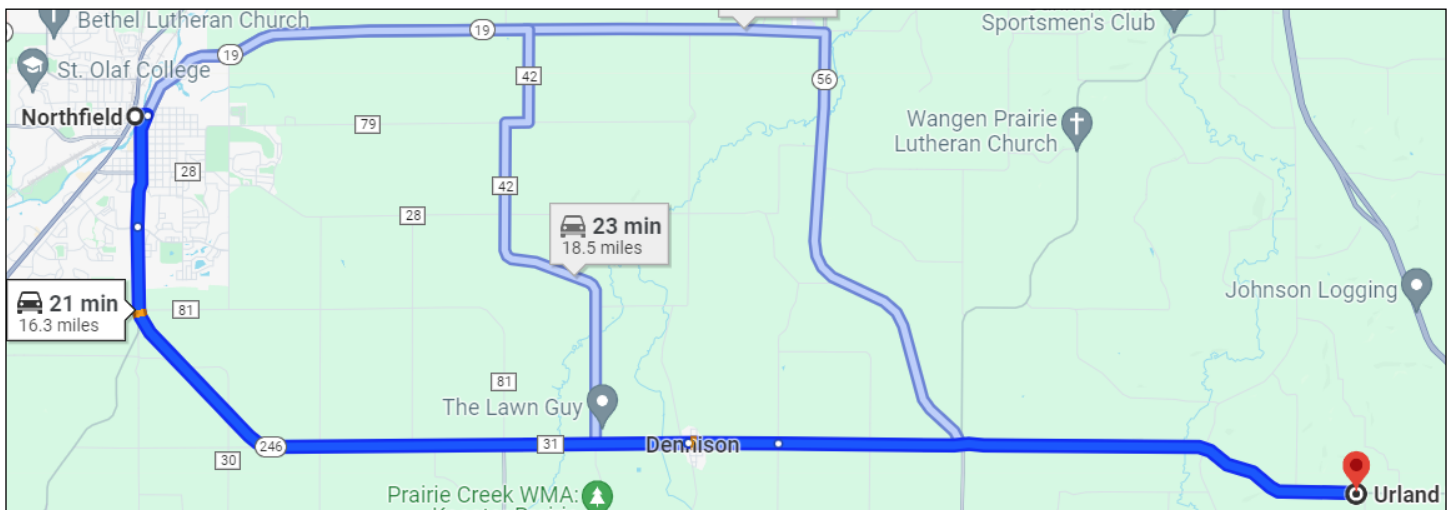 Bethel Lutheran Church
St. Olaf College
Northfield
19
19
42
56
Sportsmen's Club
79
Wangen Prairie
Lutheran Church
28
42
28
23 min
18.5 miles
21 min
16.3 miles
81
Johnson Logging
81
The Lawn Guy
246
31
Dennison
30
Urland
Prairie Creek WMA: